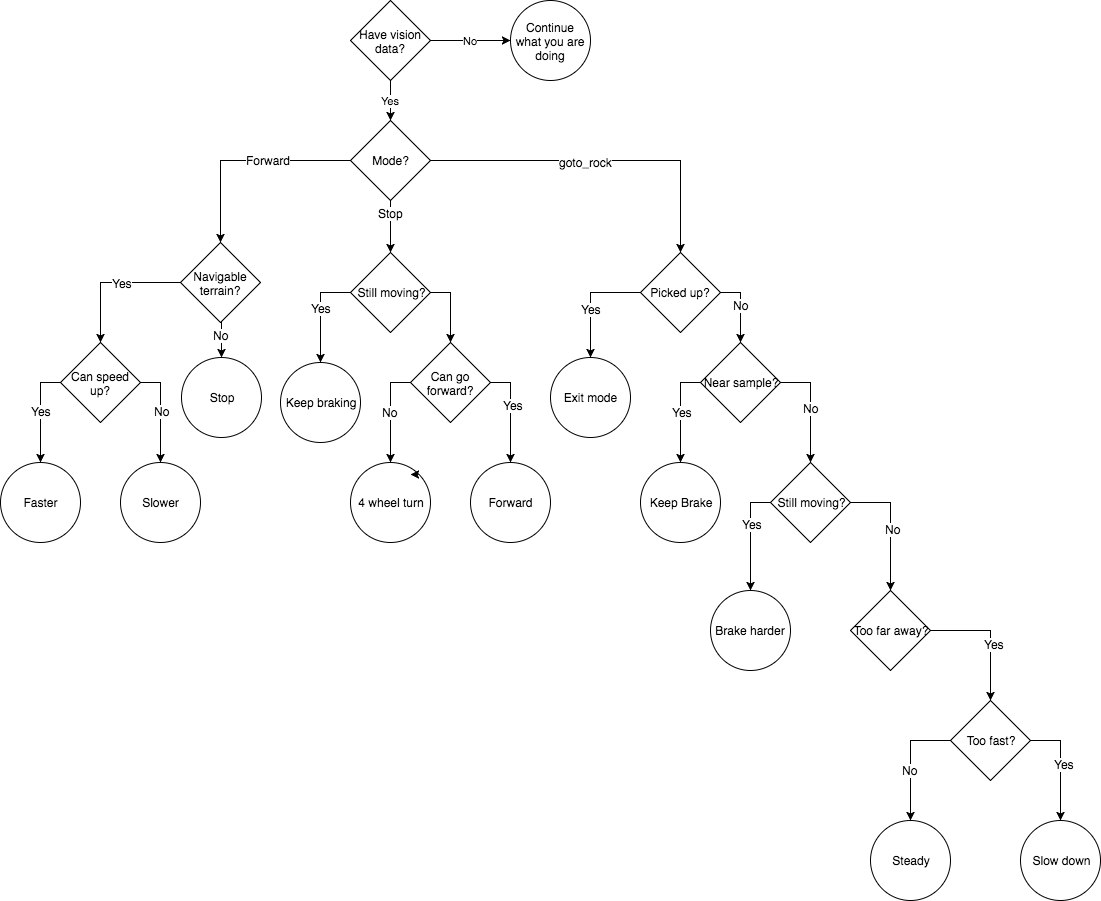 Have vision
data?
No
Continue
what you are
doing
Yes
Forward
Mode?
goto_rock
Stop
Navigable
terrain?
Yes
No
Still moving?
Yes
Picked up?
Yes
No
Can speed
up?
Yes
No
Stop
Keep braking
Can go
forward?
No
Yes
Exit mode
Near sample?
Yes
No
Faster
Slower
4 wheel turn
Forward
Keep Brake
Still moving?
Yes
No
Brake harder
Too far away?
Yes
Too fast?
No
Yes
Steady
Slow down